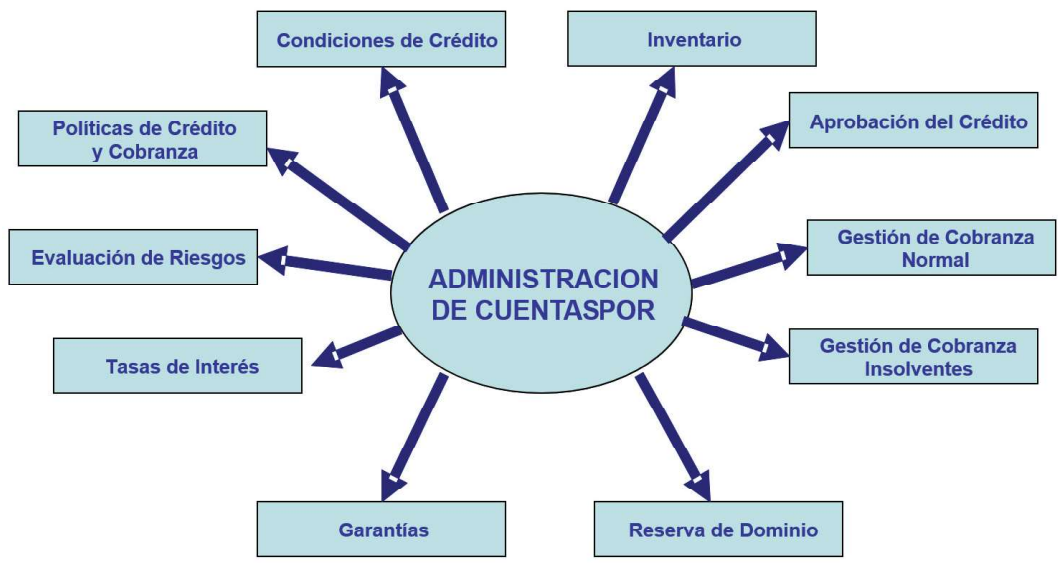 Condiciones de Crédito
Inventario
Políticas de Crédito
y Cobranza
Aprobación del Crédito
Evaluación de Riesgos
ADMINISTRACION
DE CUENTASPOR
Gestión de Cobranza
Normal
Tasas de Interés
Gestión de Cobranza
Insolventes
Garantías
Reserva de Dominio